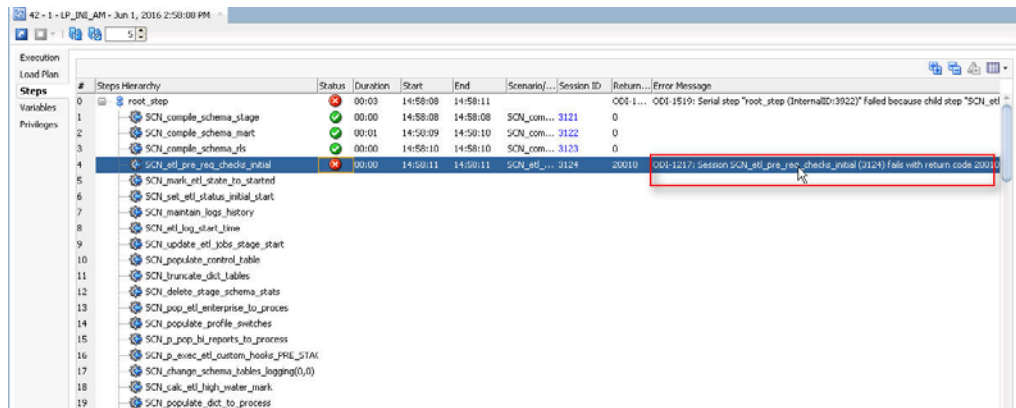 42 - 1 - LP_INI_AM - Jun 1, 2016 2:58:08 PM
5
Execution
Load Plan
Steps
Variables
Privileges
# Steps Hierarchy Status Duration Start End Scenario/... Session ID Return... Error Message
0 root_step 00:03 14:58:08 14:58:11 ODI-1... ODI-1519: Serial step "root_step (InternalID:3922)" failed because child step "SCN_etl
1 SCN_compile_schema_stage 00:00 14:58:08 14:58:08 SCN_com... 3121 0
2 SCN_compile_schema_mart 00:01 14:58:09 14:58:10 SCN_com... 3122 0
3 SCN_compile_schema_rls 00:00 14:58:10 14:58:10 SCN_com... 3123 0
4 SCN_etl_pre_req_checks_initial 00:00 14:58:11 14:58:11 SCN_etl_... 3124 20010 ODI-1217: Session SCN_etl_pre_req_checks_initial (3124) fails with return code 20010
5 SCN_mark_etl_state_to_started
6 SCN_set_etl_status_initial_start
7 SCN_maintain_logs_history
8 SCN_etl_log_start_time
9 SCN_update_etl_jobs_stage_start
10 SCN_populate_control_table
11 SCN_truncate_dict_tables
12 SCN_delete_stage_schema_stats
13 SCN_pop_etl_enterprise_to_proces
14 SCN_populate_profile_switches
15 SCN_p_pop_bi_reports_to_process
16 SCN_p_exec_etl_custom_hooks_PRE_STAG
17 SCN_change_schema_tables_logging(0,0)
18 SCN_calc_etl_high_water_mark
19 SCN_populate_dict_to_process